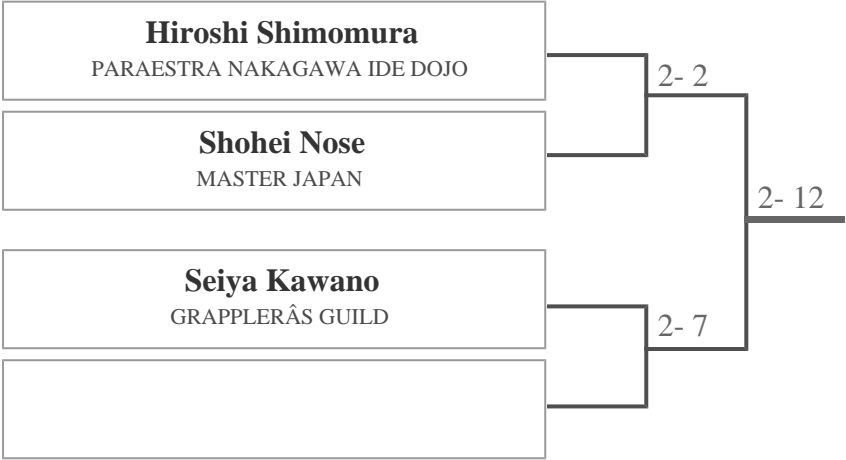 Hiroshi Shimomura
PARAESTRA NAKAGAWA IDE DOJO
2- 2
Shohei Nose
MASTER JAPAN
2- 12
Seiya Kawano
GRAPPLERÂS GUILD
2- 7